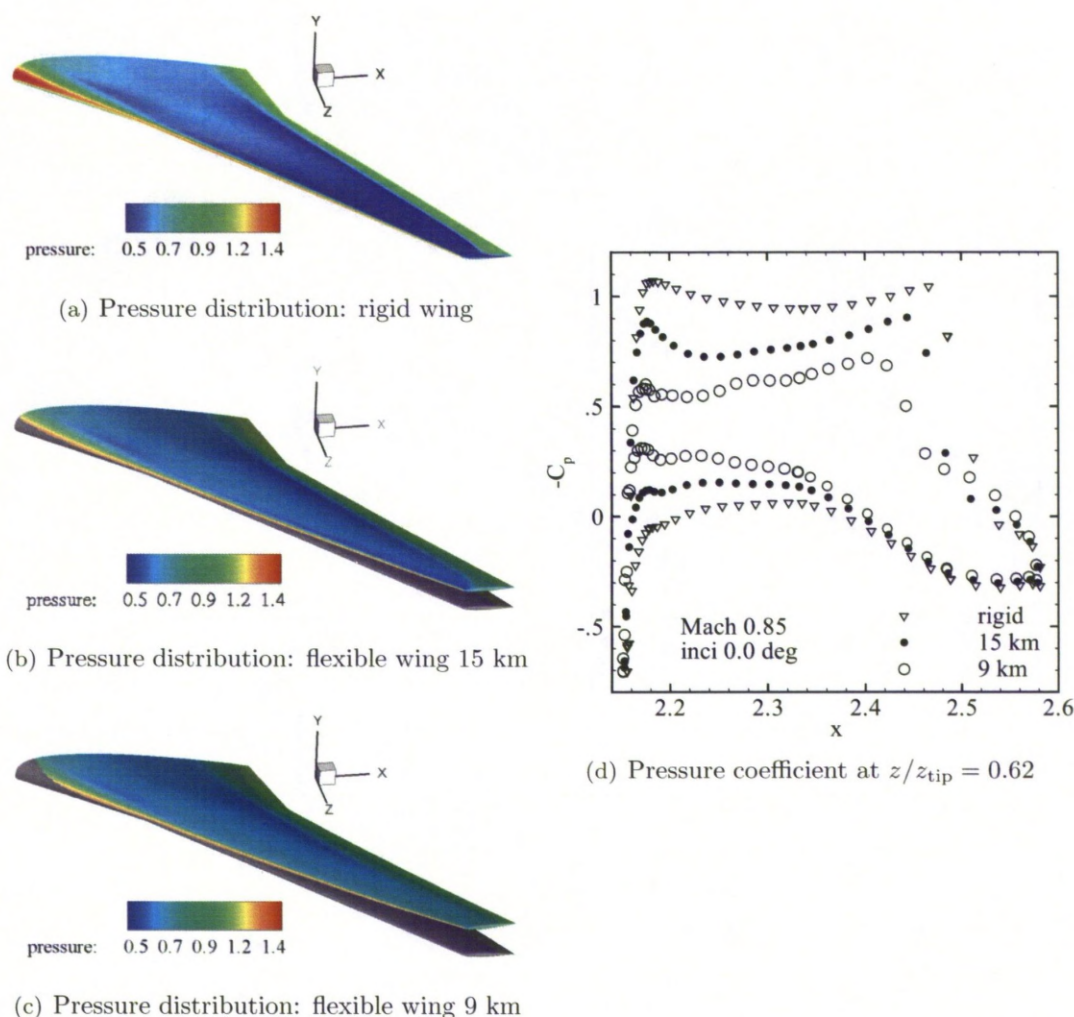 Y
X
Z
pressure: 0.5 0.7 0.9 1.2 1.4
(a) Pressure distribution: rigid wing
Y
X
Z
pressure: 0.5 0.7 0.9 1.2 1.4
(b) Pressure distribution: flexible wing 15 km
Y
X
Z
pressure: 0.5 0.7 0.9 1.2 1.4
(c) Pressure distribution: flexible wing 9 km
1
.5
0
-.5
-Cp
Mach 0.85
inci 0.0 deg
rigid
15 km
9 km
2.2 2.3 2.4 2.5 2.6
x
(d) Pressure coefficient at z/ztip = 0.62